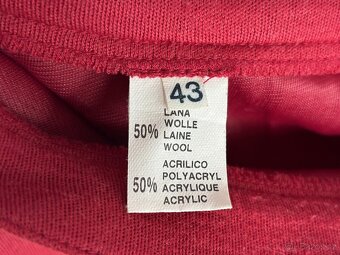 43
LANA
WOLLE
50% LAINE
WOOL
ACRILICO
POLYACRYL
50% ACRYLIQUE
ACRYLIC